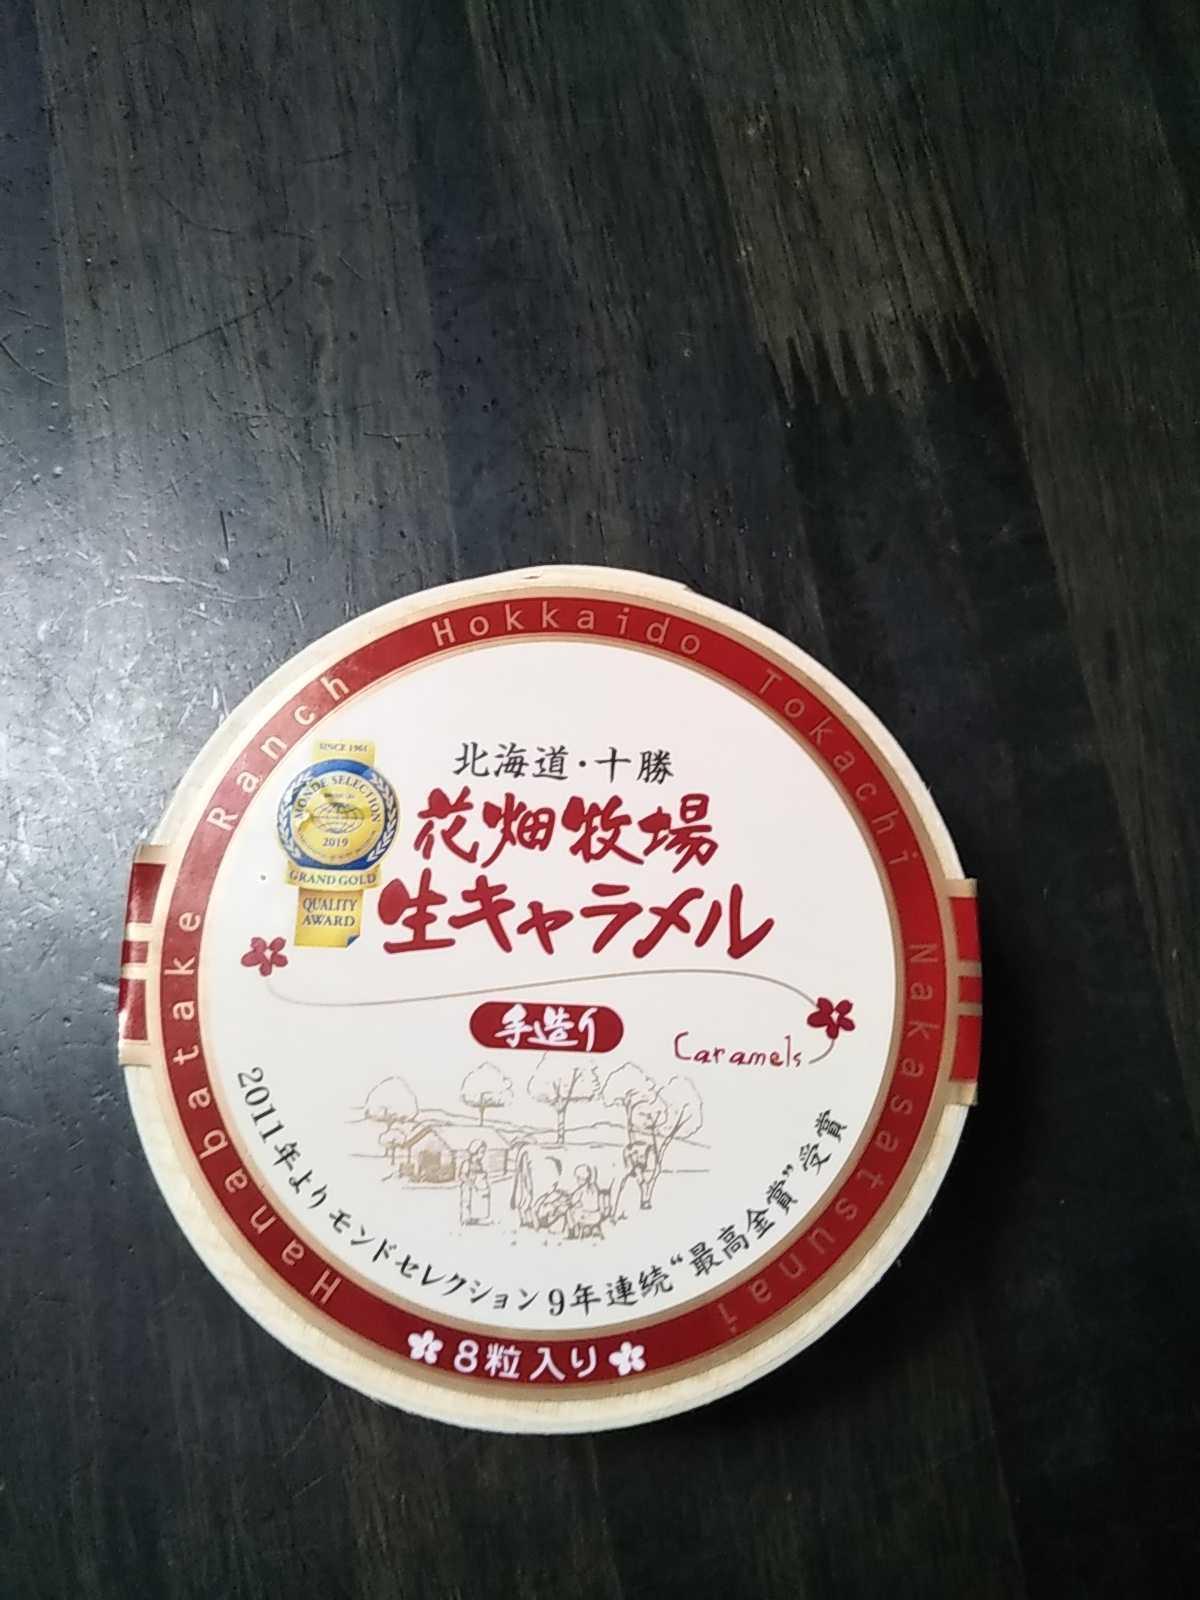 Hanabatake Ranch Hokkaido Tokachi Nakasatsunai
北海道・十勝
花畑牧場
生キャラメル
手造り
Caramels
SINCE 1961
MONDE SELECTION
2019
GRAND GOLD
QUALITY
AWARD
2011年よりモンドセレクション9年連続“最高金賞”受賞
8粒入り